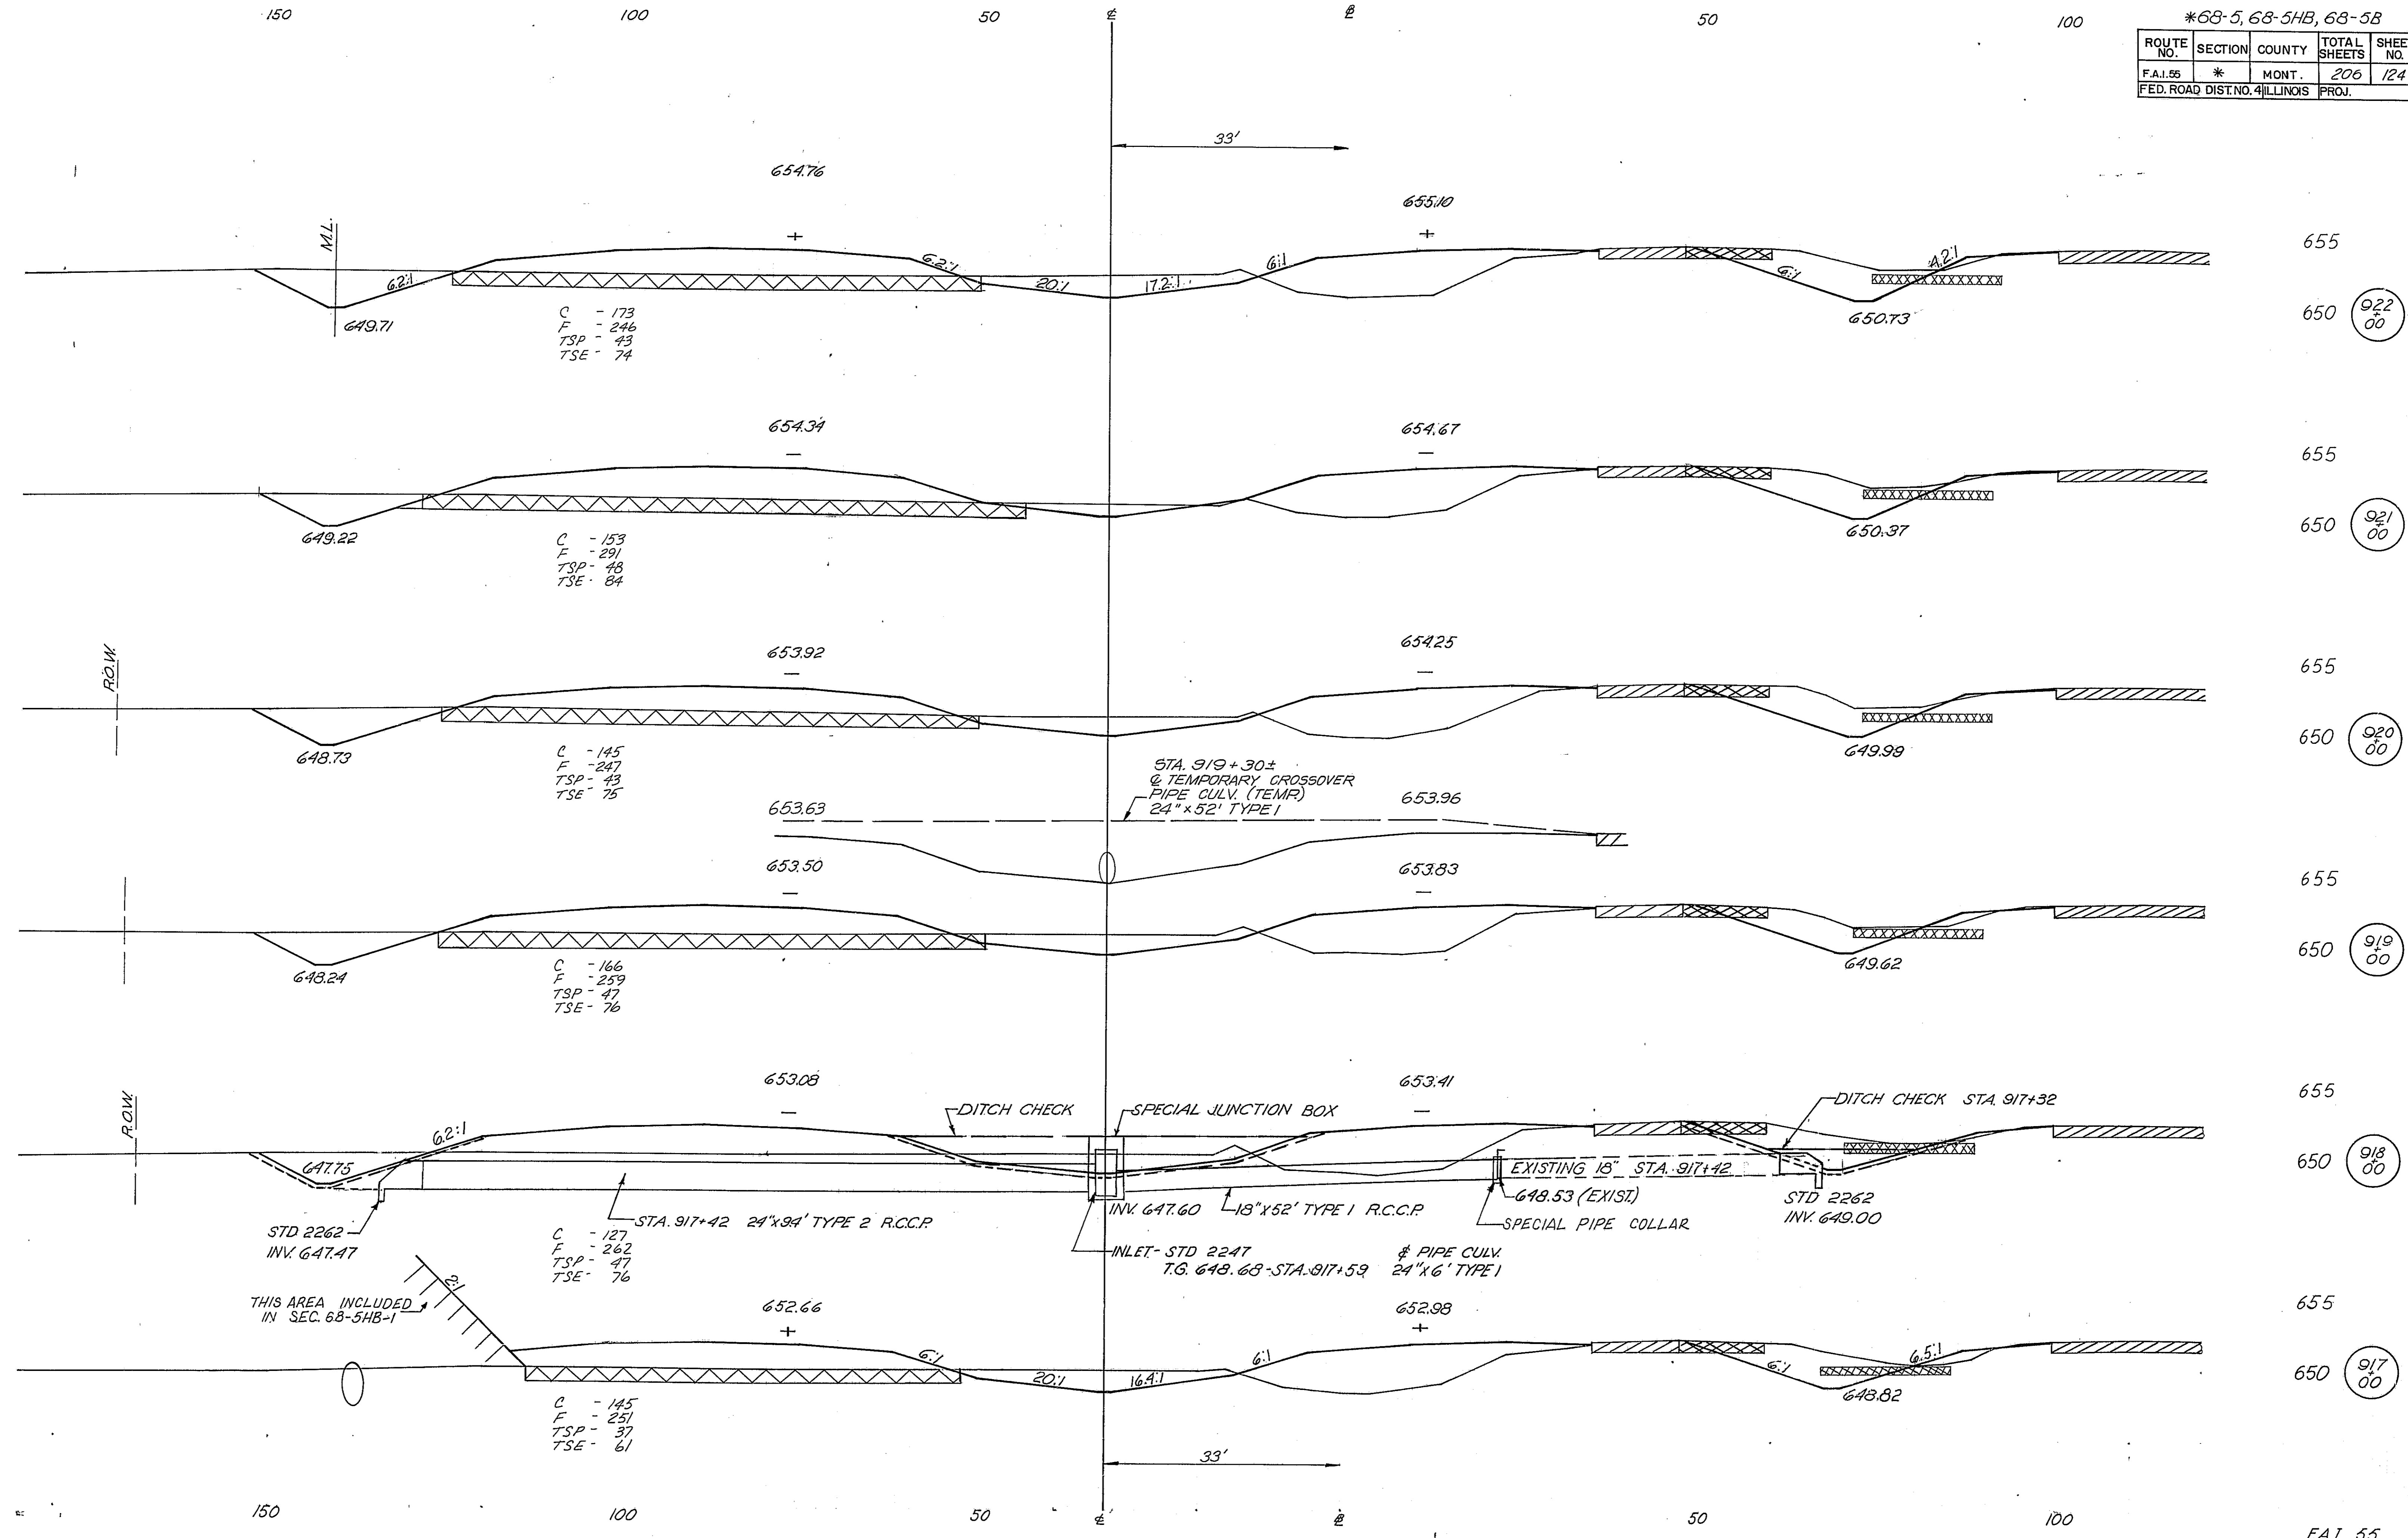 150 100 50 ℄ ⅊ 50 100
*68-5, 68-5HB, 68-5B
ROUTE NO. SECTION COUNTY TOTAL SHEETS SHEE NO.
F.A.I.55 * MONT. 206 124
FED. ROAD DIST. NO. 4 ILLINOIS PROJ.
33'
654.76
655.10
M.L.
6.2:1
6.2:1
20:1
17.2:1
6:1
6:1
4.2:1
655
649.71
650.73
650
922+00
C - 173
F - 246
TSP - 43
TSE - 74
654.34
654.67
655
649.22
650.37
650
921+00
C - 153
F - 291
TSP - 48
TSE - 84
R.O.W.
653.92
654.25
655
648.73
649.99
650
920+00
C - 145
F - 247
TSP - 43
TSE - 75
STA. 919+30±
℄ TEMPORARY CROSSOVER
PIPE CULV. (TEMP.)
24"x52' TYPE 1
653.63
653.96
653.50
653.83
655
648.24
649.62
650
919+00
C - 166
F - 259
TSP - 47
TSE - 76
R.O.W.
653.08
653.41
655
DITCH CHECK
SPECIAL JUNCTION BOX
DITCH CHECK STA. 917+32
6.2:1
647.75
EXISTING 18" STA. 917+42
650
918+00
648.53 (EXIST.)
STD 2262
INV. 649.00
STD. 2262
INV. 647.47
STA. 917+42 24"x94' TYPE 2 R.C.C.P.
INV. 647.60
18"x52' TYPE 1 R.C.C.P.
SPECIAL PIPE COLLAR
C - 127
F - 262
TSP - 47
TSE - 76
INLET - STD 2247
T.G. 648.68 - STA. 917+59
℄ PIPE CULV.
24"x6' TYPE 1
THIS AREA INCLUDED
IN SEC. 68-5HB-1
2:1
652.66
652.98
655
6:1
20:1
16.4:1
6:1
6:1
6.5:1
648.82
650
917+00
C - 145
F - 251
TSP - 37
TSE - 61
33'
150 100 50 ℄ ⅊ 50 100
F.A.I. 55